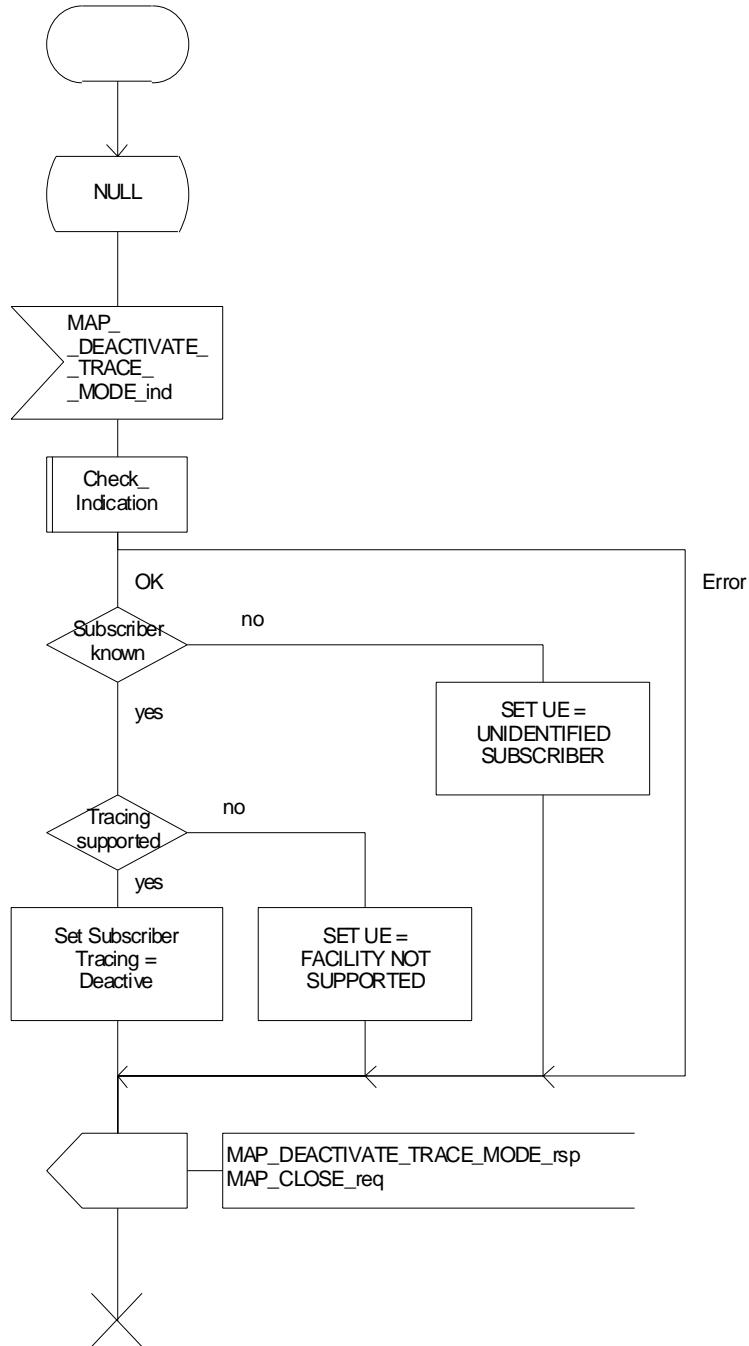 NULL
MAP_
_DEACTIVATE_
_TRACE_
_MODE_ind
Check_
Indication
OK
Error
Subscriber
known
no
yes
SET UE =
UNIDENTIFIED
SUBSCRIBER
Tracing
supported
no
yes
Set Subscriber
Tracing =
Deactive
SET UE =
FACILITY NOT
SUPPORTED
MAP_DEACTIVATE_TRACE_MODE_rsp
MAP_CLOSE_req